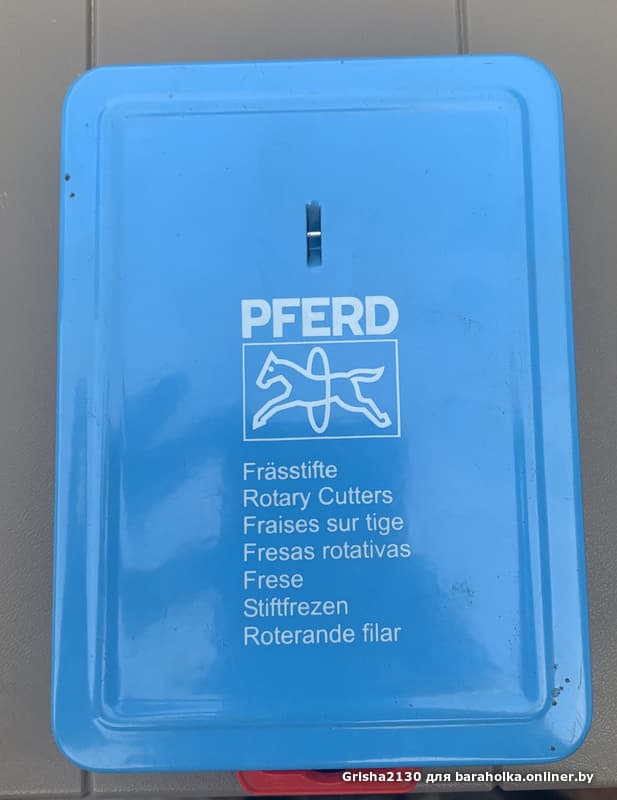 PFERD
Frässtifte
Rotary Cutters
Fraises sur tige
Fresas rotativas
Frese
Stiftfrezen
Roterande filar
Grisha2130 для baraholka.onliner.by